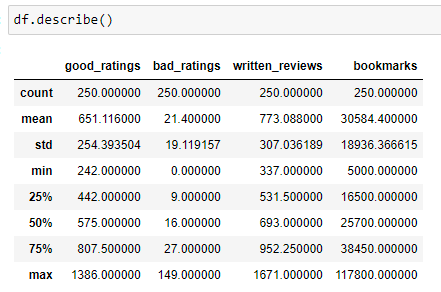 df.describe()
good_ratings bad_ratings written_reviews bookmarks
count 250.000000 250.000000 250.000000 250.000000
mean 651.116000 21.400000 773.088000 30584.400000
std 254.393504 19.119157 307.036189 18936.366615
min 242.000000 0.000000 337.000000 5000.000000
25% 442.000000 9.000000 531.500000 16500.000000
50% 575.000000 16.000000 693.000000 25700.000000
75% 807.500000 27.000000 952.250000 38450.000000
max 1386.000000 149.000000 1671.000000 117800.000000